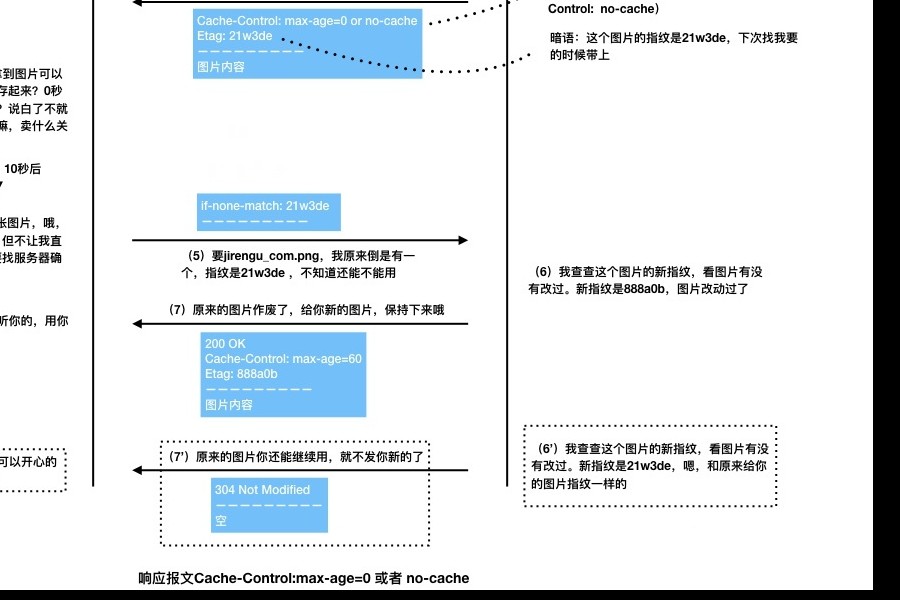 Control: no-cache）
Cache-Control: max-age=0 or no-cache
Etag: 21w3de
图片内容
暗语：这个图片的指纹是21w3de，下次找我要
的时候带上
到图片可以
存起来？0秒
？说白了不就
嘛，卖什么关
10秒后
if-none-match: 21w3de
张图片，哦，
但不让我直
找服务器确
（5）要jirengu_com.png，我原来倒是有一
个，指纹是21w3de ，不知道还能不能用
（6）我查查这个图片的新指纹，看图片有没
有改过。新指纹是888a0b，图片改动过了
（7）原来的图片作废了，给你新的图片，保持下来哦
听你的，用你
200 OK
Cache-Control: max-age=60
Etag: 888a0b
图片内容
（6’）我查查这个图片的新指纹，看图片有没
有改过。新指纹是21w3de，嗯，和原来给你
的图片指纹一样的
可以开心的
（7’）原来的图片你还能继续用，就不发你新的了
304 Not Modified
空
响应报文Cache-Control:max-age=0 或者 no-cache